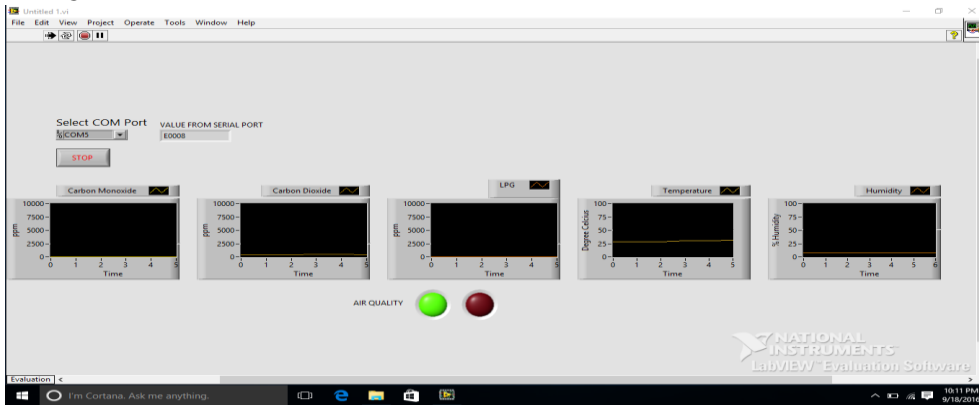 Untitled 1.vi
File Edit View Project Operate Tools Window Help
Select COM Port
VALUE FROM SERIAL PORT
COM5
E0008
STOP
Carbon Monoxide
10000
7500
5000
2500
0
ppm
0 1 2 3 4 5
Time
Carbon Dioxide
10000
7500
5000
2500
0
ppm
0 1 2 3 4 5
Time
LPG
10000
7500
5000
2500
0
ppm
0 1 2 3 4 5
Time
Temperature
100
75
50
25
0
Degree Celcius
0 1 2 3 4 5
Time
Humidity
100
75
50
25
0
% Humidity
0 1 2 3 4 5 6
Time
AIR QUALITY
NATIONAL
INSTRUMENTS
LabVIEW Evaluation Software
Evaluation
I'm Cortana. Ask me anything.
10:11 PM
9/18/2016